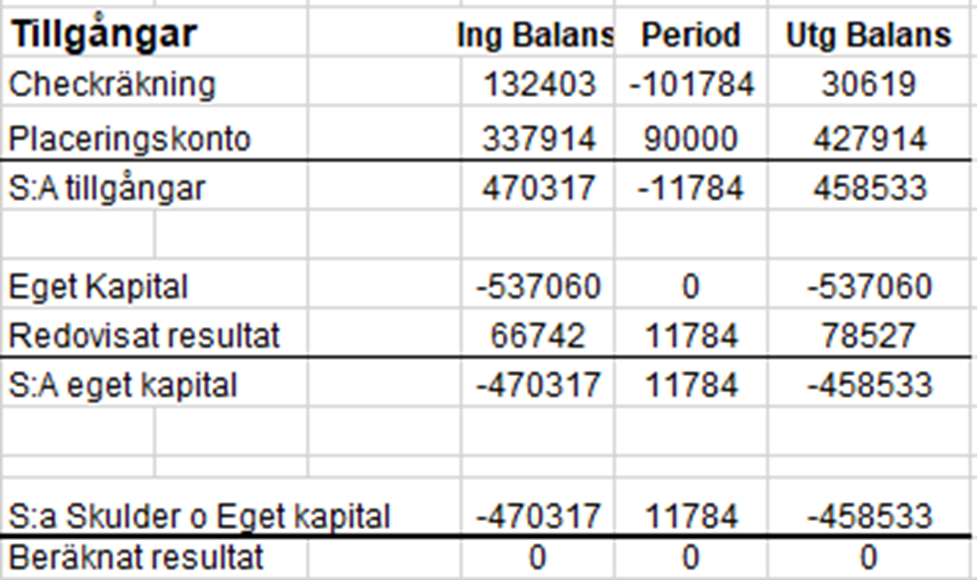 Tillgångar Ing Balans Period Utg Balans
Checkräkning 132403 -101784 30619
Placeringskonto 337914 90000 427914
S:A tillgångar 470317 -11784 458533
Eget Kapital -537060 0 -537060
Redovisat resultat 66742 11784 78527
S:A eget kapital -470317 11784 -458533
S:a Skulder o Eget kapital -470317 11784 -458533
Beräknat resultat 0 0 0